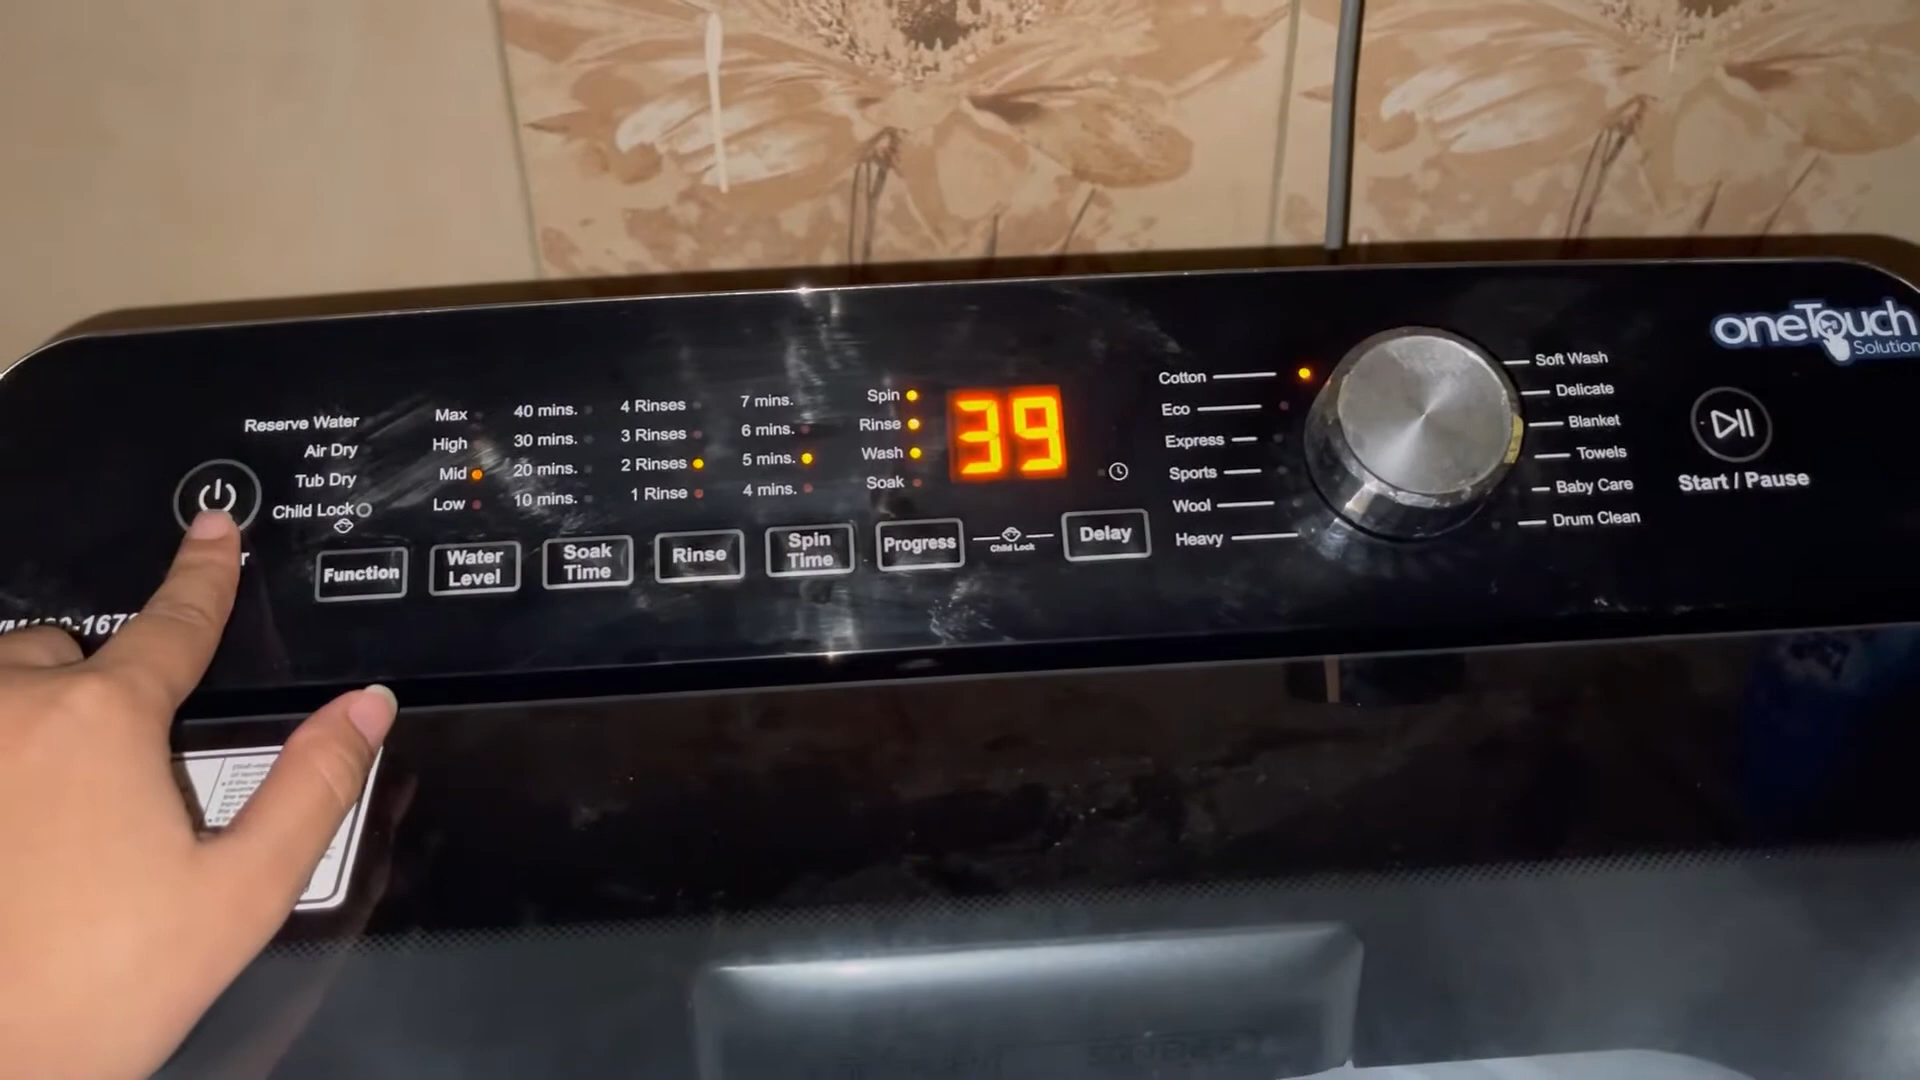 oneTouch
Solution
Reserve Water
Air Dry
Tub Dry
Child Lock
Max
High
Mid
Low
40 mins.
30 mins.
20 mins.
10 mins.
4 Rinses
3 Rinses
2 Rinses
1 Rinse
7 mins.
6 mins.
5 mins.
4 mins.
Spin
Rinse
Wash
Soak
39
Cotton
Eco
Express
Sports
Wool
Heavy
Soft Wash
Delicate
Blanket
Towels
Baby Care
Drum Clean
Start / Pause
Function
Water
Level
Soak
Time
Rinse
Spin
Time
Progress
Child Lock
Delay